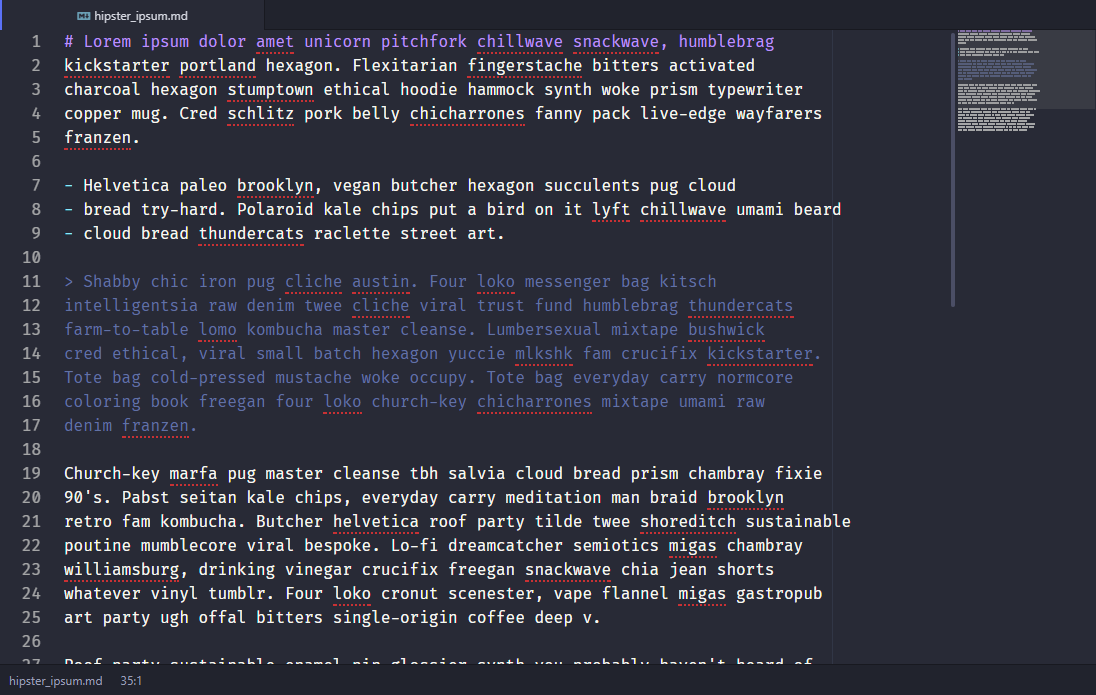 hipster_ipsum.md
1 # Lorem ipsum dolor amet unicorn pitchfork chillwave snackwave, humblebrag
2 kickstarter portland hexagon. Flexitarian fingerstache bitters activated
3 charcoal hexagon stumptown ethical hoodie hammock synth woke prism typewriter
4 copper mug. Cred schlitz pork belly chicharrones fanny pack live-edge wayfarers
5 franzen.
6
7 - Helvetica paleo brooklyn, vegan butcher hexagon succulents pug cloud
8 - bread try-hard. Polaroid kale chips put a bird on it lyft chillwave umami beard
9 - cloud bread thundercats raclette street art.
10
11 > Shabby chic iron pug cliche austin. Four loko messenger bag kitsch
12 intelligentsia raw denim twee cliche viral trust fund humblebrag thundercats
13 farm-to-table lomo kombucha master cleanse. Lumbersexual mixtape bushwick
14 cred ethical, viral small batch hexagon yuccie mlkshk fam crucifix kickstarter.
15 Tote bag cold-pressed mustache woke occupy. Tote bag everyday carry normcore
16 coloring book freegan four loko church-key chicharrones mixtape umami raw
17 denim franzen.
18
19 Church-key marfa pug master cleanse tbh salvia cloud bread prism chambray fixie
20 90's. Pabst seitan kale chips, everyday carry meditation man braid brooklyn
21 retro fam kombucha. Butcher helvetica roof party tilde twee shoreditch sustainable
22 poutine mumblecore viral bespoke. Lo-fi dreamcatcher semiotics migas chambray
23 williamsburg, drinking vinegar crucifix freegan snackwave chia jean shorts
24 whatever vinyl tumblr. Four loko cronut scenester, vape flannel migas gastropub
25 art party ugh offal bitters single-origin coffee deep v.
26
27 Roof party sustainable enamel pin glossier synth you probably haven't heard of
hipster_ipsum.md 35:1